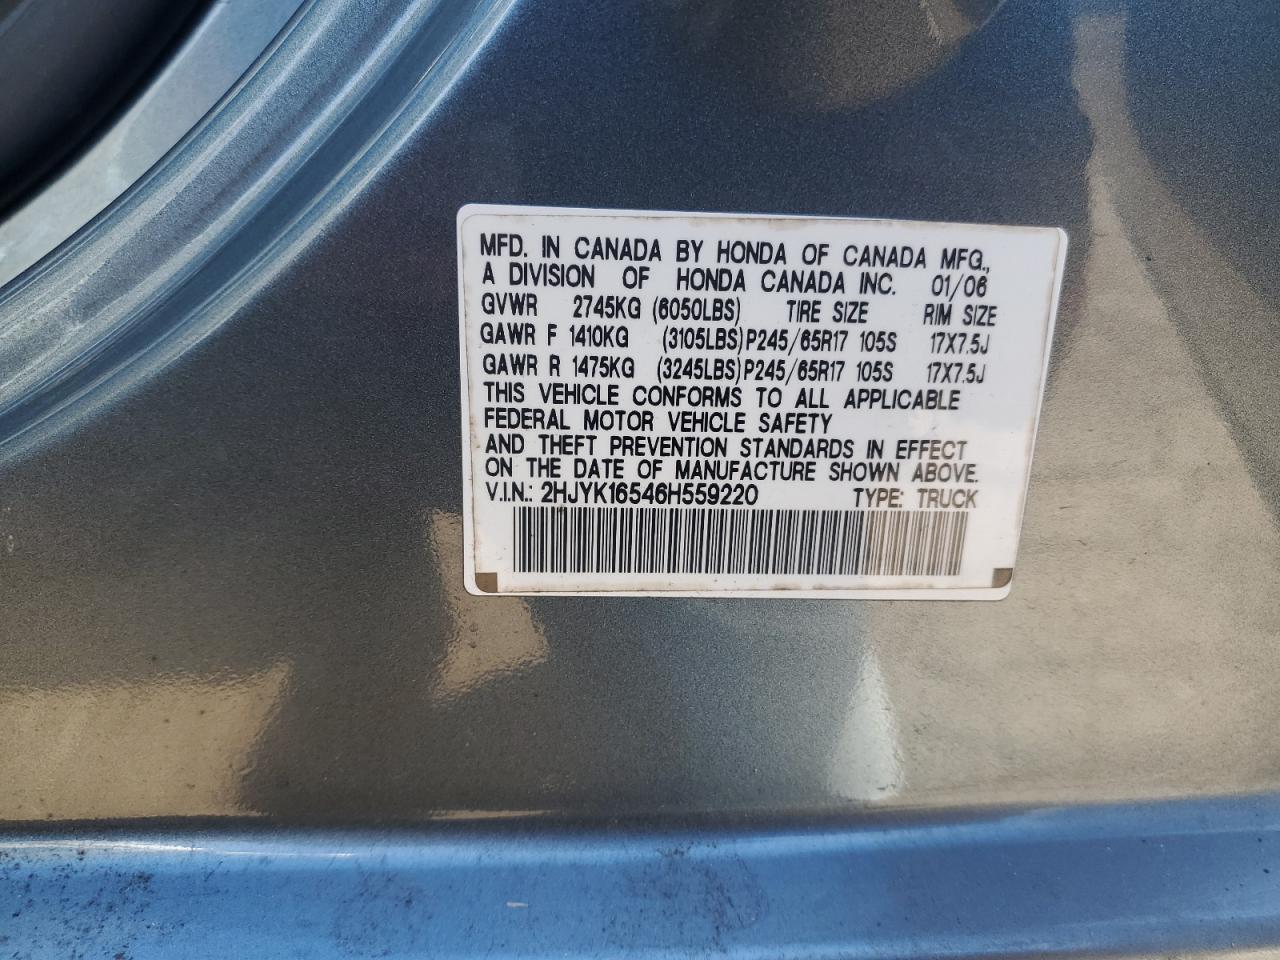 MFD. IN CANADA BY HONDA OF CANADA MFG.,
A DIVISION OF HONDA CANADA INC. 01/06
GVWR 2745KG (6050LBS) TIRE SIZE RIM SIZE
GAWR F 1410KG (3105LBS) P245/65R17 105S 17X7.5J
GAWR R 1475KG (3245LBS) P245/65R17 105S 17X7.5J
THIS VEHICLE CONFORMS TO ALL APPLICABLE
FEDERAL MOTOR VEHICLE SAFETY
AND THEFT PREVENTION STANDARDS IN EFFECT
ON THE DATE OF MANUFACTURE SHOWN ABOVE.
V.I.N.: 2HJYK16546H559220 TYPE: TRUCK